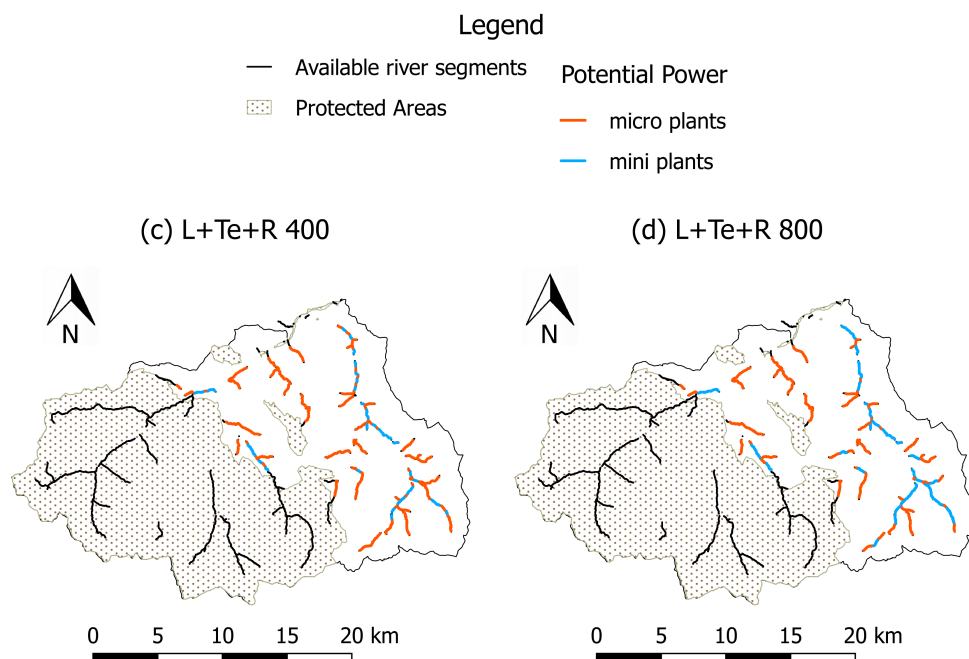 Legend
Available river segments
Protected Areas
Potential Power
micro plants
mini plants
(c) L+Te+R 400
(d) L+Te+R 800
N
N
0 5 10 15 20 km
0 5 10 15 20 km